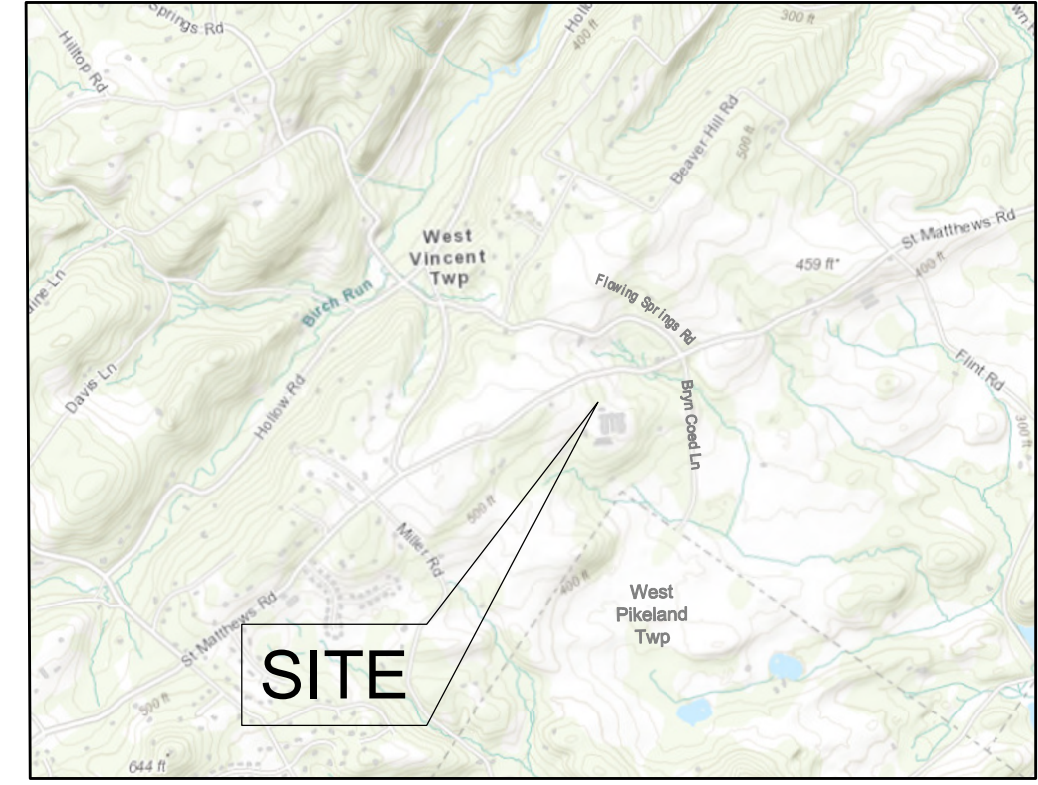 Springs Rd
Hilltop Rd
400 ft
300 ft
Beaver Hill Rd
500 ft
West
Vincent
Twp
St Matthews Rd
459 ft
400 ft
Birch Run
Flowing Springs Rd
Davis Ln
Hollow Rd
Flint Rd
300 ft
Bryn Coed Ln
500 ft
Miller Rd
400 ft
West
Pikeland
Twp
St Matthews Rd
SITE
500 ft
644 ft